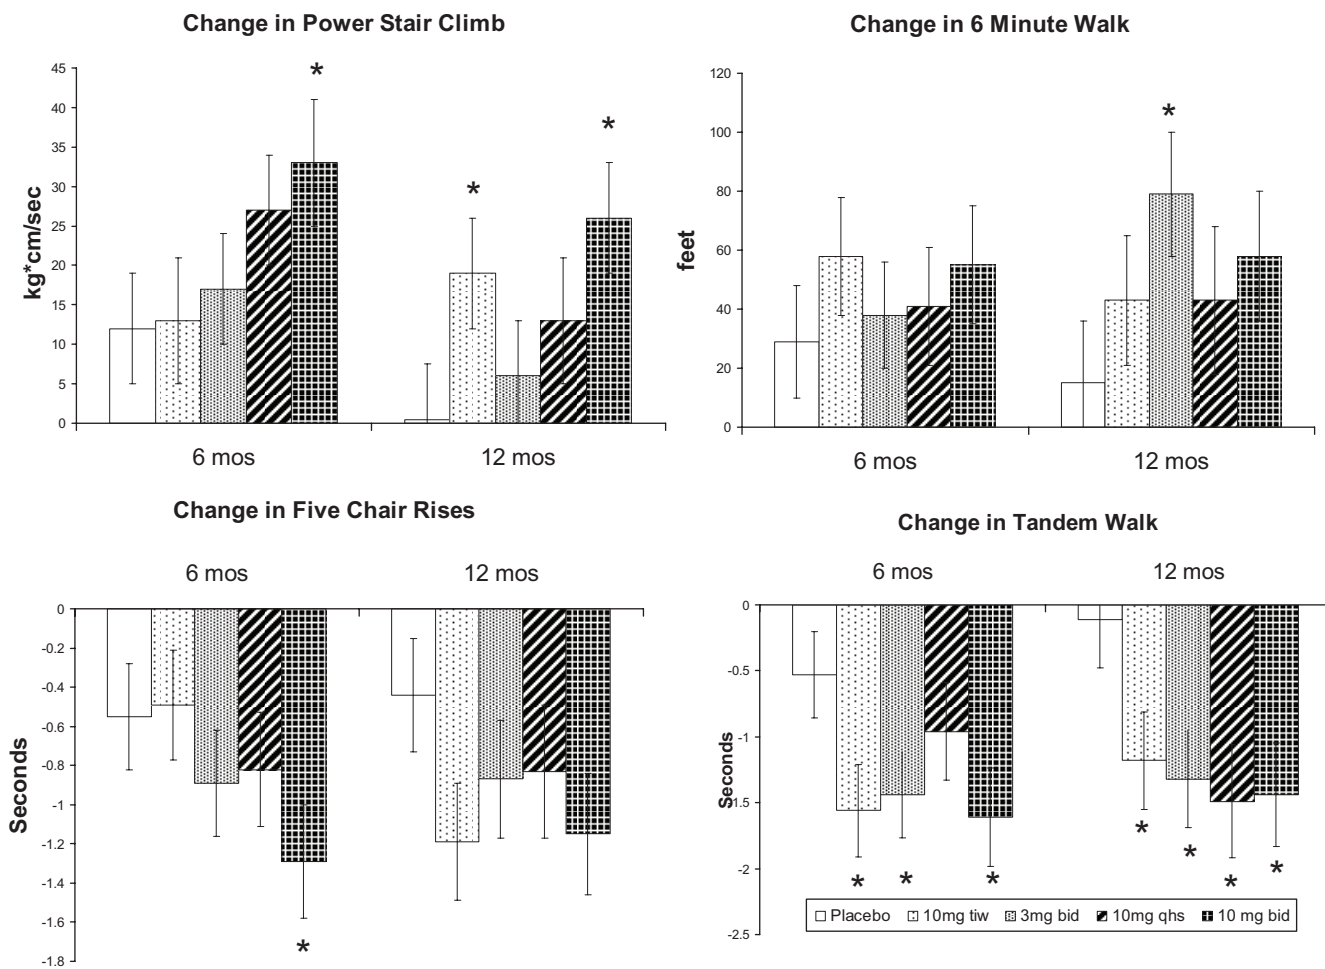 Change in Power Stair Climb
45
40
35
30
25
20
15
10
5
0
kg*cm/sec
*
*
*
6 mos
12 mos
Change in 6 Minute Walk
120
100
80
60
40
20
0
feet
*
6 mos
12 mos
Change in Five Chair Rises
6 mos
12 mos
0
-0.2
-0.4
-0.6
-0.8
-1
-1.2
-1.4
-1.6
-1.8
Seconds
*
Change in Tandem Walk
6 mos
12 mos
0
-0.5
-1
-1.5
-2
-2.5
Seconds
*
*
*
*
*
*
*
Placebo 10mg tiw 3mg bid 10mg qhs 10 mg bid